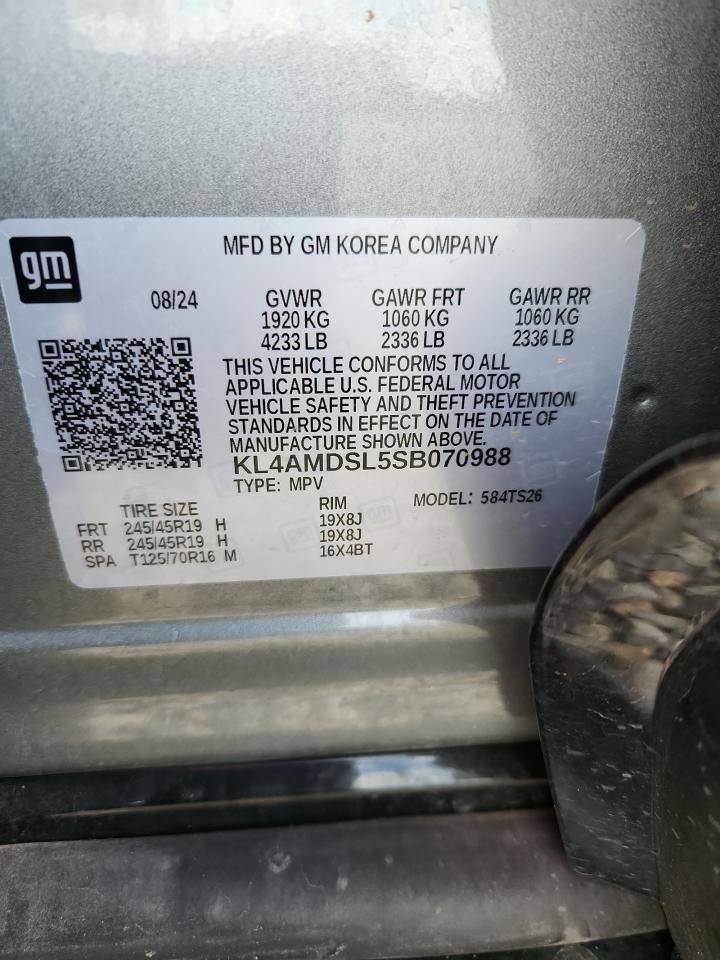 gm
MFD BY GM KOREA COMPANY
08/24 GVWR GAWR FRT GAWR RR
1920 KG 1060 KG 1060 KG
4233 LB 2336 LB 2336 LB
THIS VEHICLE CONFORMS TO ALL
APPLICABLE U.S. FEDERAL MOTOR
VEHICLE SAFETY AND THEFT PREVENTION
STANDARDS IN EFFECT ON THE DATE OF
MANUFACTURE SHOWN ABOVE.
KL4AMDSL5SB070988
TYPE: MPV MODEL: 584TS26
TIRE SIZE RIM
FRT 245/45R19 H 19X8J
RR 245/45R19 H 19X8J
SPA T125/70R16 M 16X4BT